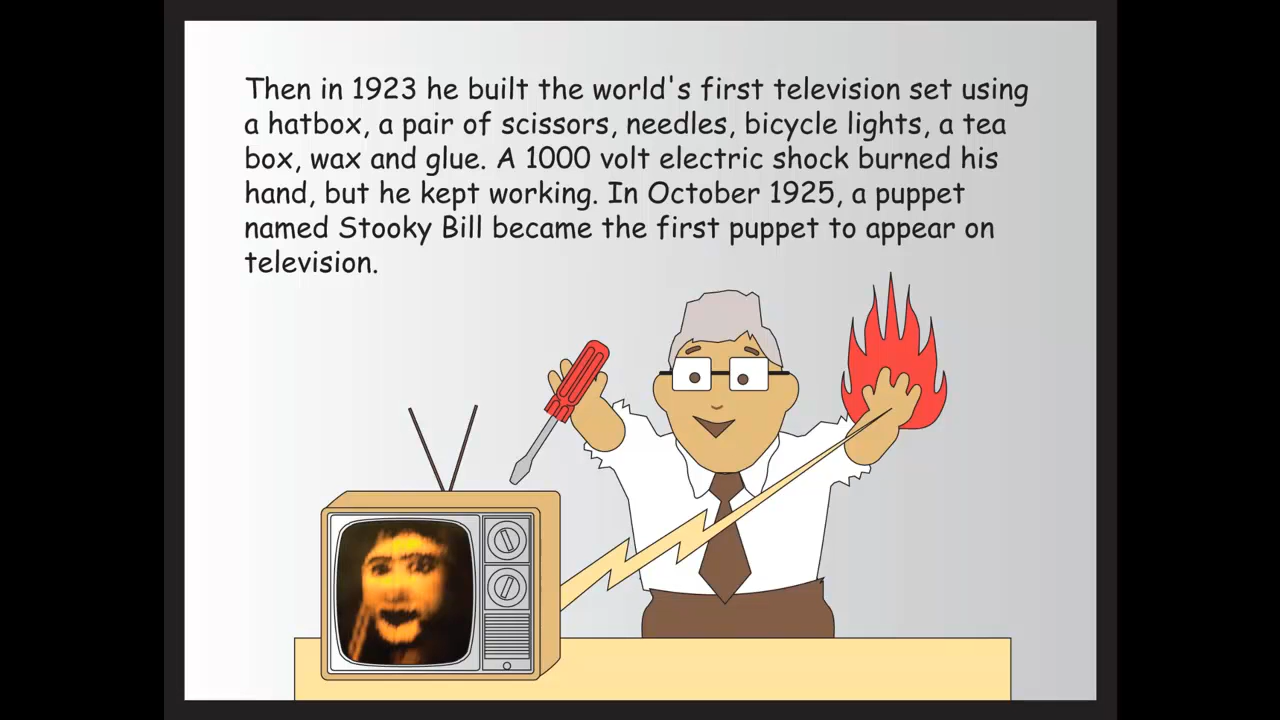 Then in 1923 he built the world's first television set using
a hatbox, a pair of scissors, needles, bicycle lights, a tea
box, wax and glue. A 1000 volt electric shock burned his
hand, but he kept working. In October 1925, a puppet
named Stooky Bill became the first puppet to appear on
television.